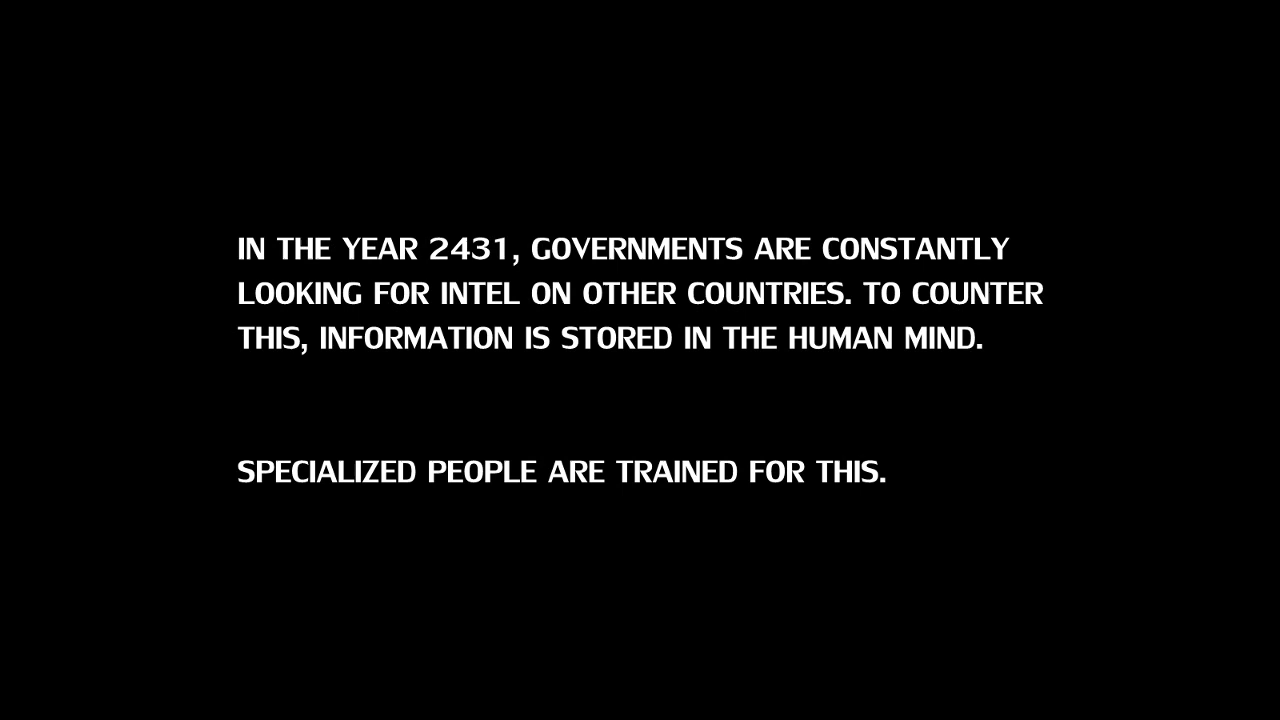 IN THE YEAR 2431, GOVERNMENTS ARE CONSTANTLY
LOOKING FOR INTEL ON OTHER COUNTRIES. TO COUNTER
THIS, INFORMATION IS STORED IN THE HUMAN MIND.
SPECIALIZED PEOPLE ARE TRAINED FOR THIS.